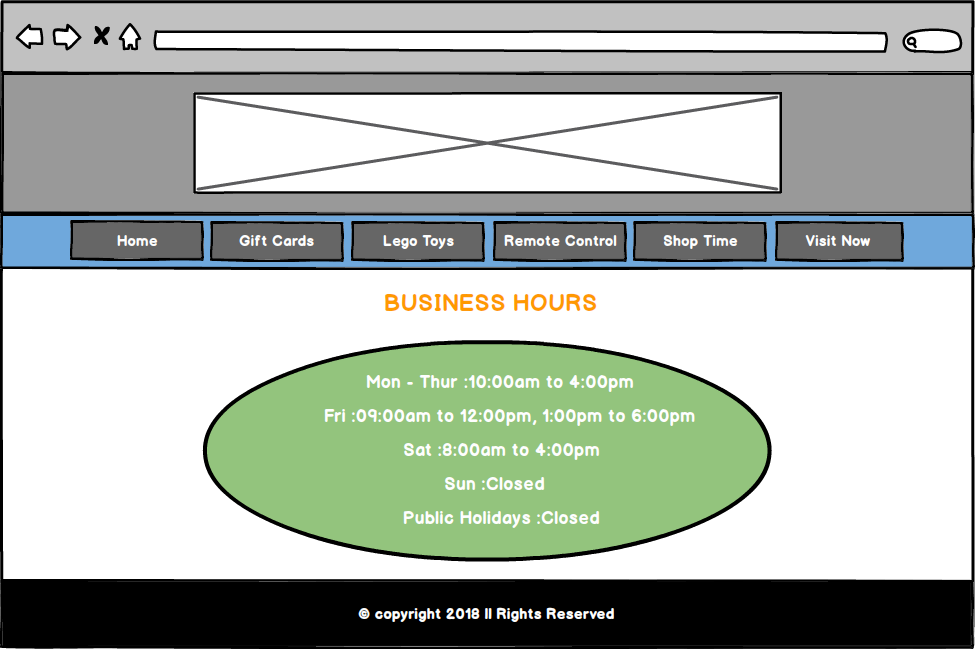 Home
Gift Cards
Lego Toys
Remote Control
Shop Time
Visit Now
BUSINESS HOURS
Mon - Thur :10:00am to 4:00pm
Fri :09:00am to 12:00pm, 1:00pm to 6:00pm
Sat :8:00am to 4:00pm
Sun :Closed
Public Holidays :Closed
© copyright 2018 ll Rights Reserved